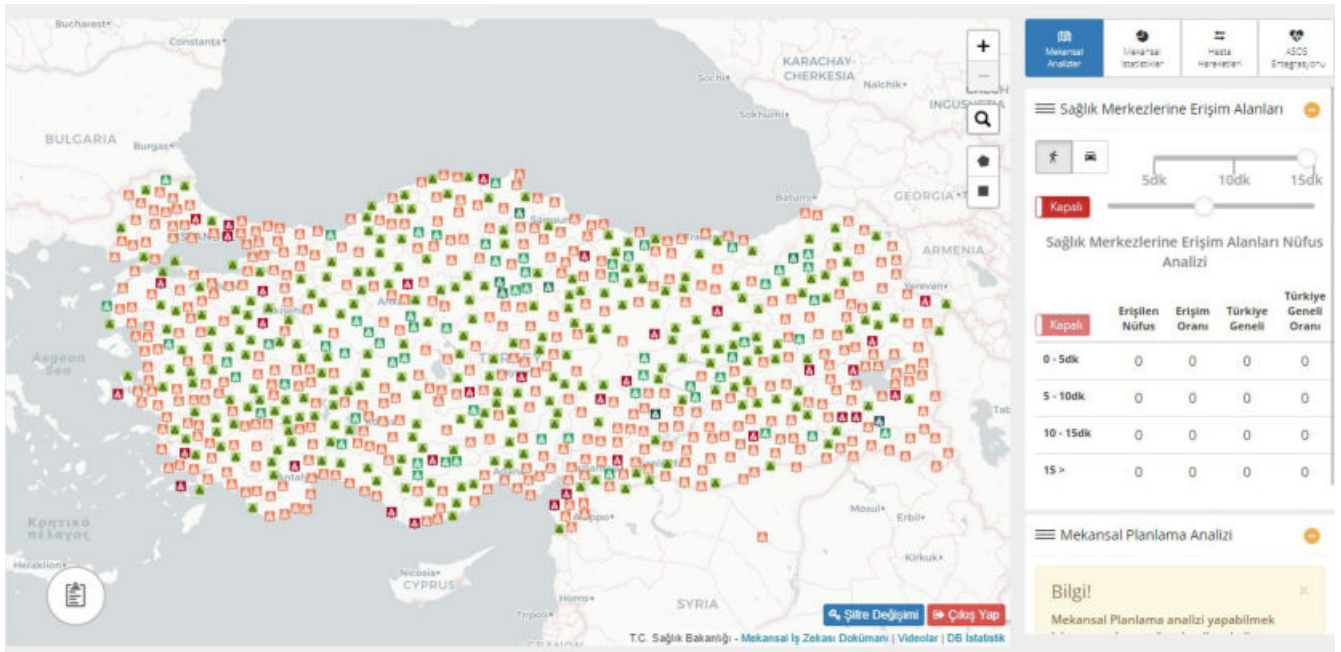 Bucharest
Constanta
KARACHAY-
CHERKESIA
Sochi
Nalchik
INGUSHETIA
Sokhumi
BULGARIA
Burgas
Batumi
GEORGIA
ARMENIA
Samsun
Yerevan
Aegean
Sea
TURKEY
Κρητικό
πέλαγος
Heraklion
Aleppo
Mosul
Erbil
Kirkuk
Nicosia
CYPRUS
Homs
SYRIA
Tripoli
LEBANON
+
−
Şifre Değişimi
Çıkış Yap
T.C. Sağlık Bakanlığı - Mekansal İş Zekası Dokümanı | Videolar | DB İstatistik
Mekansal
Analizler
Mekansal
İstatistikler
Hasta
Hareketleri
ASOS
Entegrasyonu
Sağlık Merkezlerine Erişim Alanları
5dk 10dk 15dk
Kapalı
Sağlık Merkezlerine Erişim Alanları Nüfus
Analizi
Kapalı
Erişilen Nüfus
Erişim Oranı
Türkiye Geneli
Türkiye Geneli Oranı
0 - 5dk 0 0 0 0
5 - 10dk 0 0 0 0
10 - 15dk 0 0 0 0
15 > 0 0 0 0
Mekansal Planlama Analizi
Bilgi!
×
Mekansal Planlama analizi yapabilmek